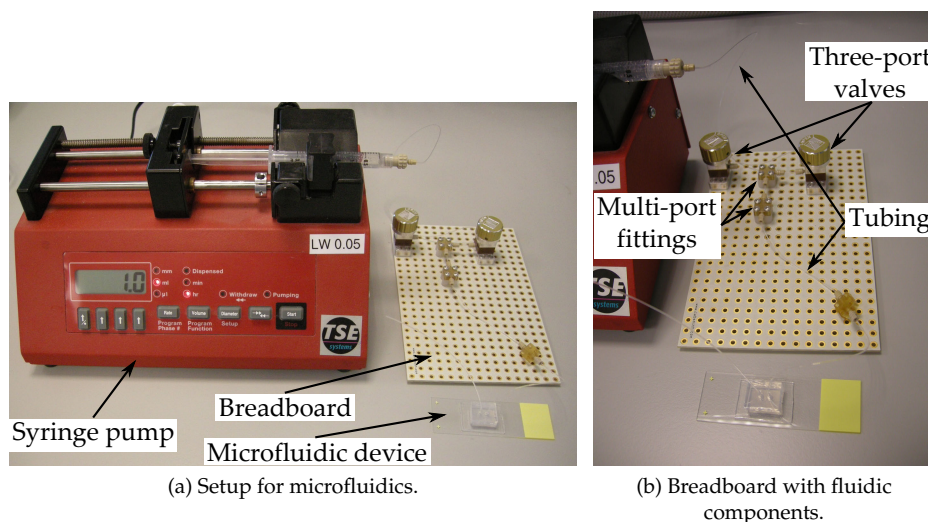 LW 0.05
1.0
mm
Dispensed
ml
min
µl
hr
Withdraw
Pumping
Rate
Volume
Diameter
Start
Stop
Program
Phase #
Program
Function
Setup
TSE
systems
Breadboard
Syringe pump
Microfluidic device
(a) Setup for microfluidics.
Three-port
valves
.05
Multi-port
fittings
Tubing
TSE
systems
(b) Breadboard with fluidic
components.